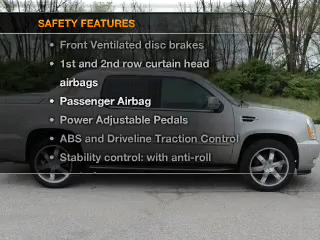 SAFETY FEATURES
• Front Ventilated disc brakes
• 1st and 2nd row curtain head
airbags
• Passenger Airbag
• Power Adjustable Pedals
• ABS and Driveline Traction Control
• Stability control: with anti-roll